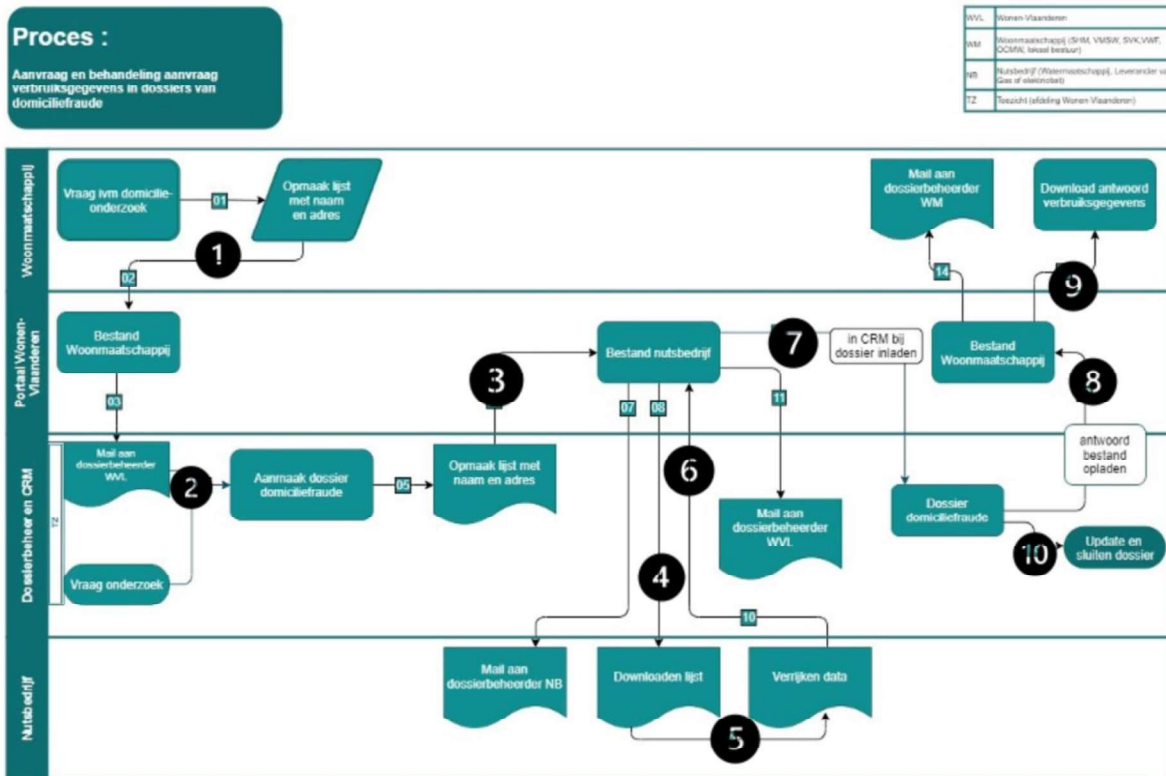 Proces :
Aanvraag en behandeling aanvraag
verbruiksgegevens in dossiers van
domiciliefraude
WVL Wonen-Vlaanderen
WM Woonmaatschappij (SHM, VMSW, SVK,VWF,
OCMW, lokaal bestuur)
NB Nutsbedrijf (Watermaatschappij, Leverancier
Gas of elektriciteit)
TZ Toezicht (afdeling Wonen Vlaanderen)
Woonmaatschappij
Vraag ivm domicilie-
onderzoek
01
Opmaak lijst
met naam
en adres
1
02
Mail aan
dossierbeheerder
WM
Download antwoord
verbruiksgegevens
14
9
Portaal Wonen-
Vlaanderen
Bestand
Woonmaatschappij
03
3
Bestand nutsbedrijf
7
in CRM bij
dossier inladen
Bestand
Woonmaatschappij
8
07
08
11
Dossierbeheer en CRM
TZ
Mail aan
dossierbeheerder
WVL
2
Aanmaak dossier
domiciliefraude
05
Opmaak lijst met
naam en adres
6
antwoord
bestand
opladen
Mail aan
dossierbeheerder
WVL
Dossier
domiciliefraude
Vraag onderzoek
4
10
Update en
sluiten dossier
10
Nutsbedrijf
Mail aan
dossierbeheerder NB
Downloaden lijst
Verrijken data
5